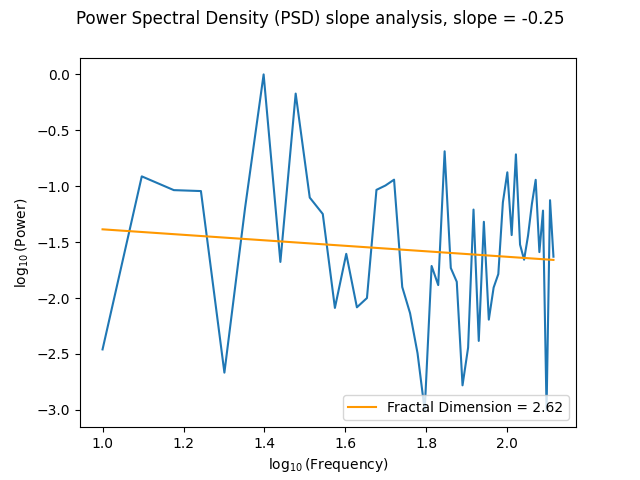 Power Spectral Density (PSD) slope analysis, slope = -0.25
0.0
−0.5
−1.0
−1.5
−2.0
−2.5
−3.0
log₁₀(Power)
Fractal Dimension = 2.62
1.0 1.2 1.4 1.6 1.8 2.0
log₁₀(Frequency)